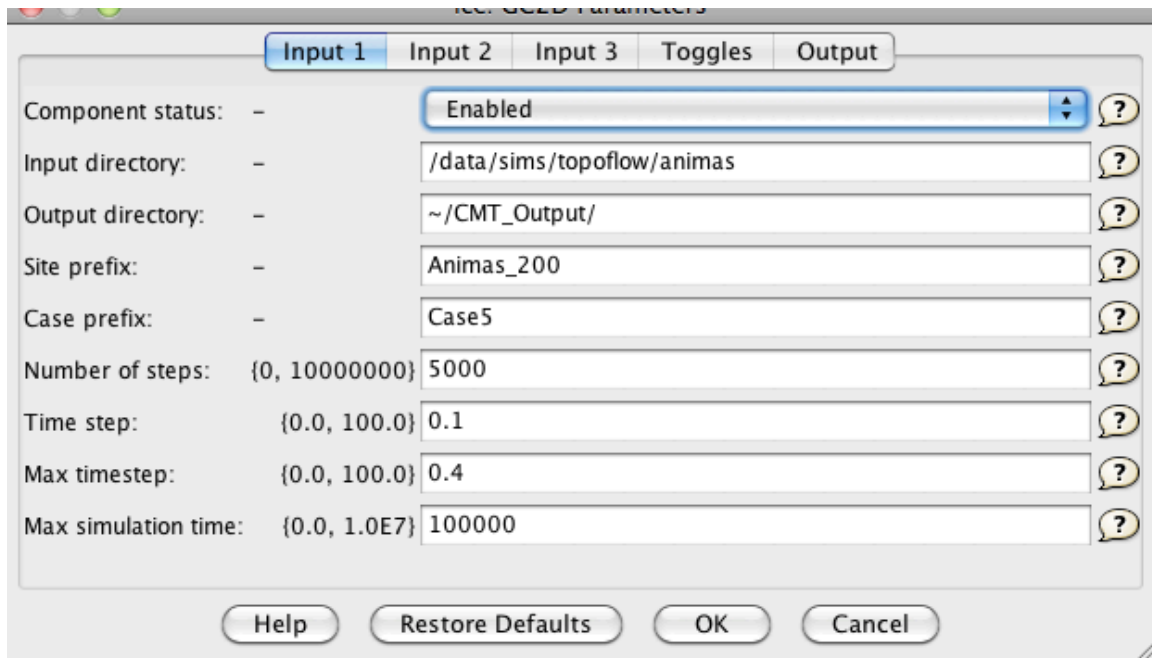 Ice: GC2D Parameters
Input 1 Input 2 Input 3 Toggles Output
Component status: – Enabled ?
Input directory: – /data/sims/topoflow/animas ?
Output directory: – ~/CMT_Output/ ?
Site prefix: – Animas_200 ?
Case prefix: – Case5 ?
Number of steps: {0, 10000000} 5000 ?
Time step: {0.0, 100.0} 0.1 ?
Max timestep: {0.0, 100.0} 0.4 ?
Max simulation time: {0.0, 1.0E7} 100000 ?
Help Restore Defaults OK Cancel